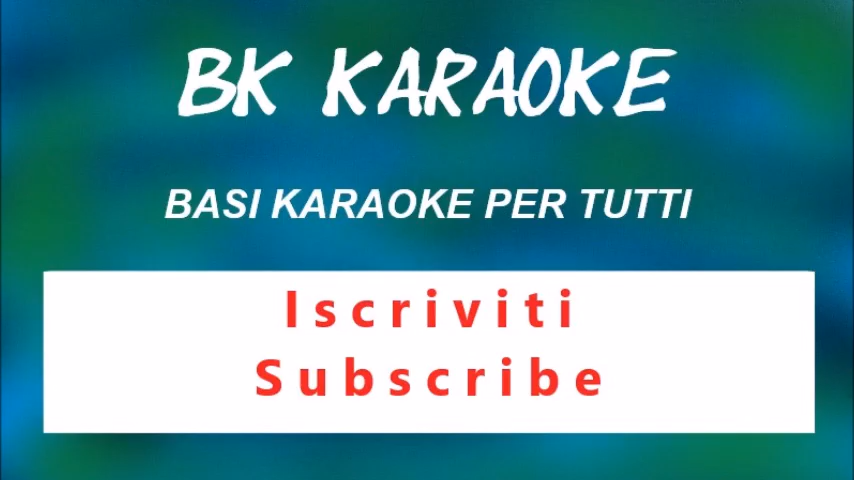 BK KARAOKE
BASI KARAOKE PER TUTTI
Iscriviti
Subscribe